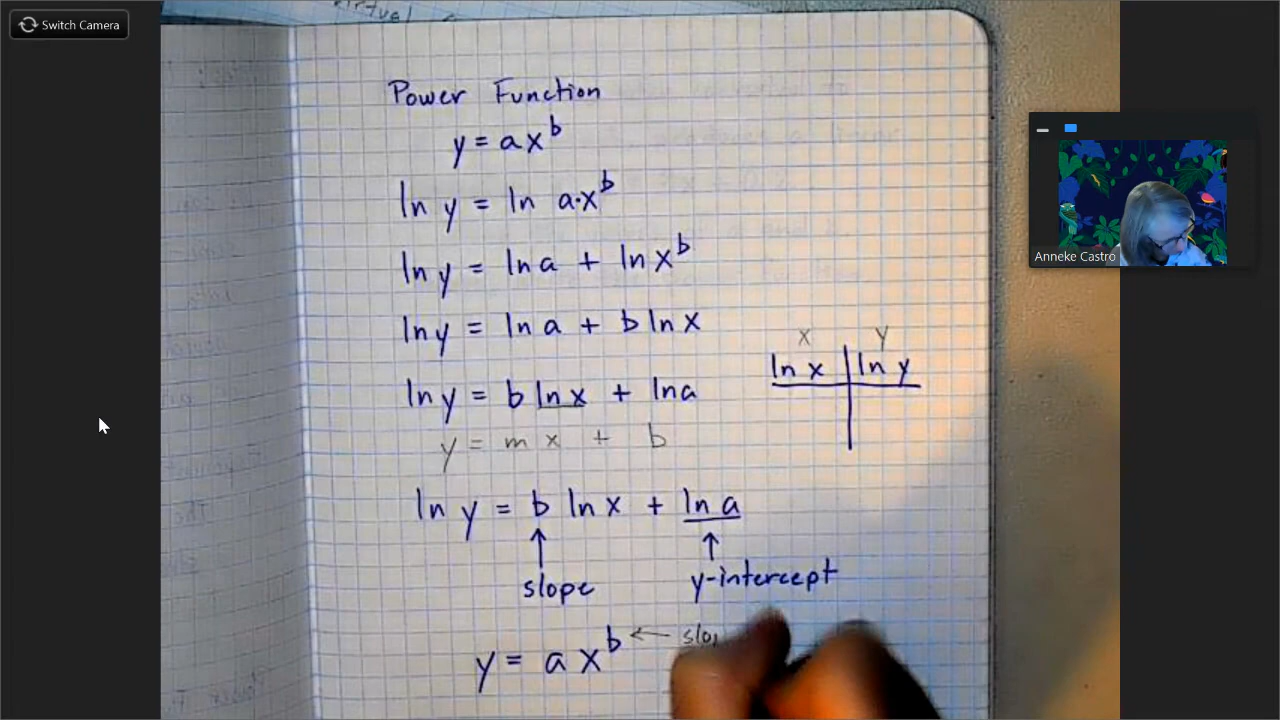 Switch Camera
Power Function
y = ax^b
ln y = ln a·x^b
ln y = ln a + ln x^b
ln y = ln a + b ln x
x y
ln x | ln y
ln y = b ln x + ln a
y = m x + b
ln y = b ln x + ln a
slope y-intercept
y = a x^b ←
Anneke Castro